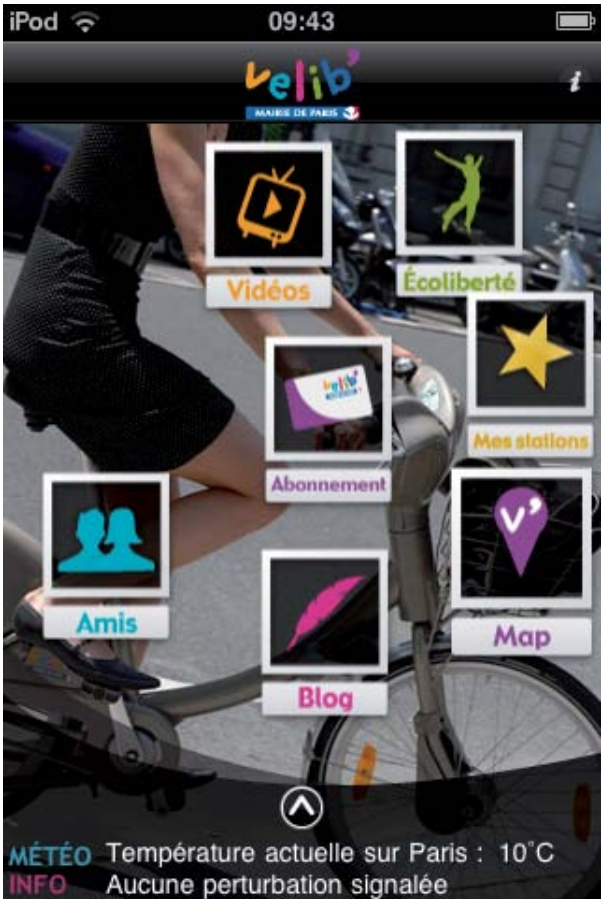 iPod 09:43
velib'
MAIRIE DE PARIS
i
Vidéos
Écoliberté
velib'
Mes stations
Abonnement
V'
Amis
Map
Blog
MÉTÉO Température actuelle sur Paris : 10°C
INFO Aucune perturbation signalée